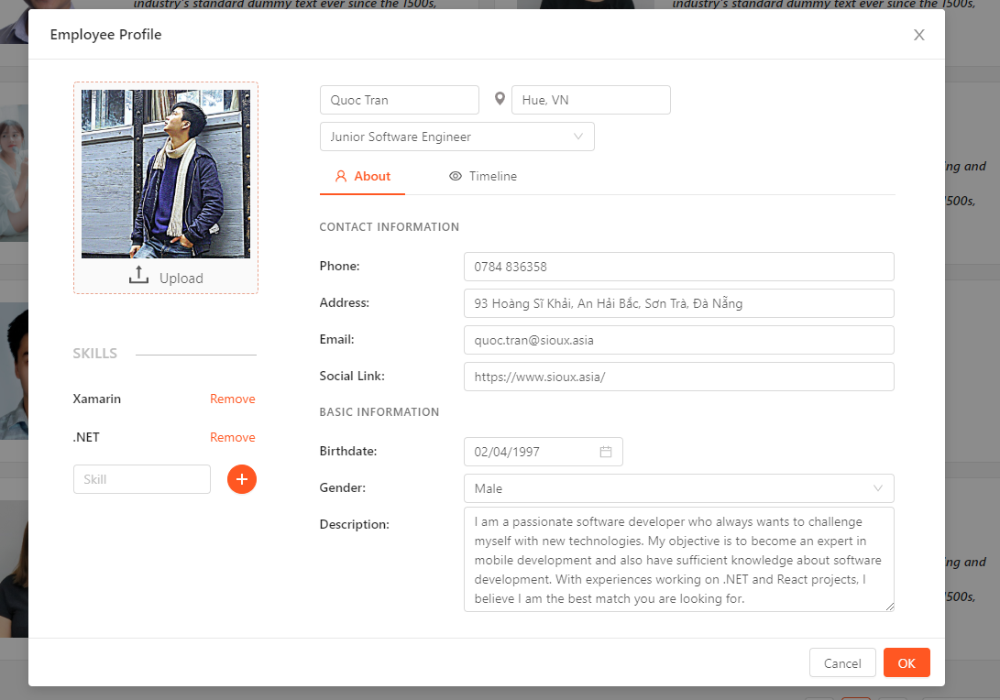 industry's standard dummy text ever since the 1500s,
industry's standard dummy text ever since the 1500s,
Employee Profile
Quoc Tran
Hue, VN
Junior Software Engineer
About
Timeline
Upload
SKILLS
Xamarin
Remove
.NET
Remove
Skill
CONTACT INFORMATION
Phone:
0784 836358
Address:
93 Hoàng Sĩ Khải, An Hải Bắc, Sơn Trà, Đà Nẵng
Email:
quoc.tran@sioux.asia
Social Link:
https://www.sioux.asia/
BASIC INFORMATION
Birthdate:
02/04/1997
Gender:
Male
Description:
I am a passionate software developer who always wants to challenge
myself with new technologies. My objective is to become an expert in
mobile development and also have sufficient knowledge about software
development. With experiences working on .NET and React projects, I
believe I am the best match you are looking for.
Cancel
OK
ng and
1500s,
ng and
1500s,